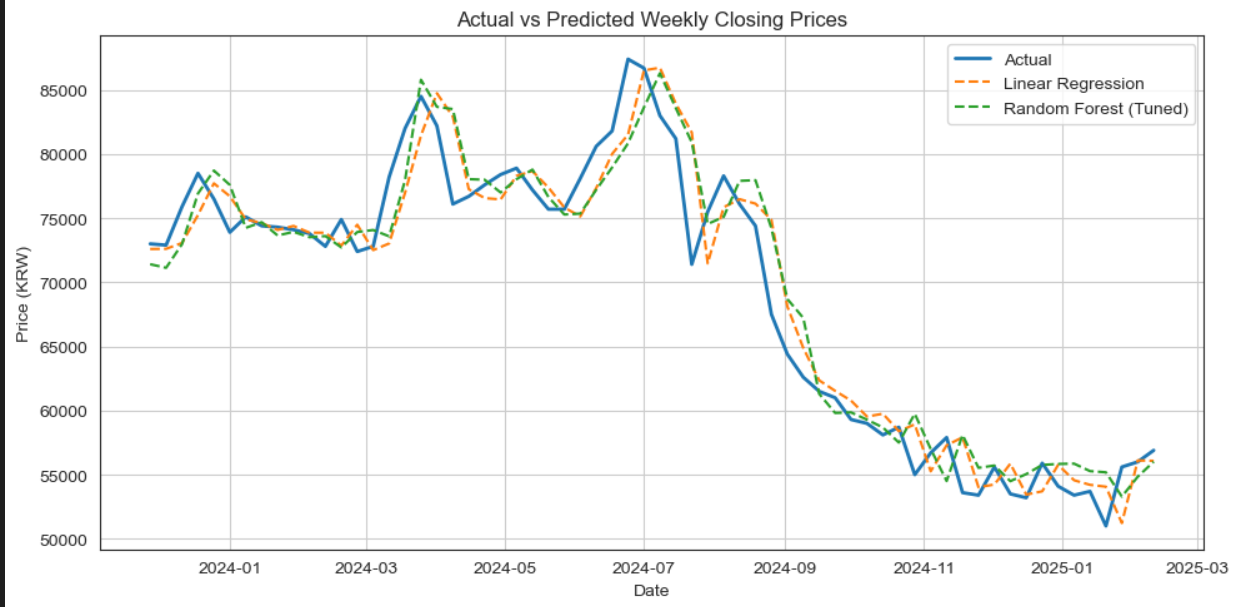 Actual vs Predicted Weekly Closing Prices
Actual
Linear Regression
Random Forest (Tuned)
85000
80000
75000
70000
65000
60000
55000
50000
Price (KRW)
2024-01
2024-03
2024-05
2024-07
2024-09
2024-11
2025-01
2025-03
Date